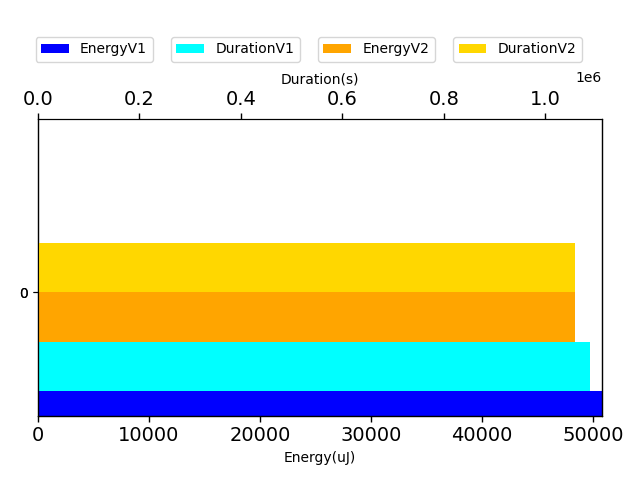 EnergyV1 DurationV1 EnergyV2 DurationV2
Duration(s)
1e6
0.0 0.2 0.4 0.6 0.8 1.0
0
0 10000 20000 30000 40000 50000
Energy(uJ)